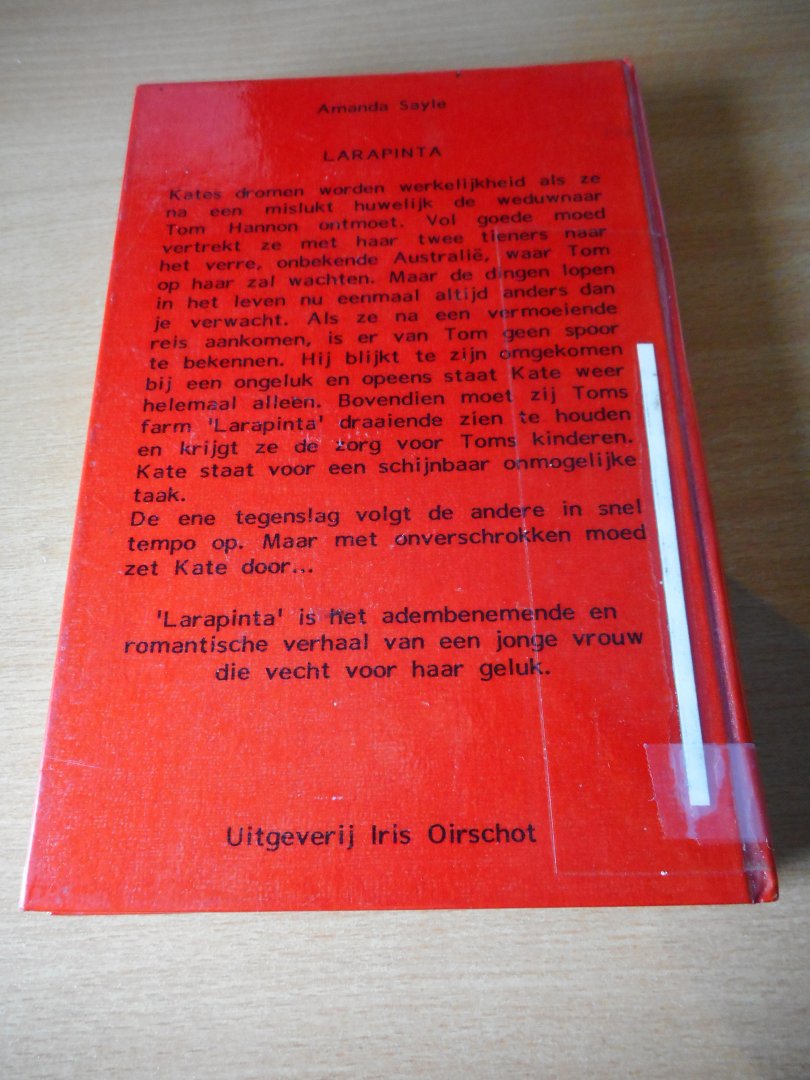 Amanda Sayle
LARAPINTA
Kates dromen worden werkelijkheid als ze
na een mislukt huwelijk de weduwnaar
Tom Hannon ontmoet. Vol goede moed
vertrekt ze met haar twee tieners naar
het verre, onbekende Australië, waar Tom
op haar zal wachten. Maar de dingen lopen
in het leven nu eenmaal altijd anders dan
je verwacht. Als ze na een vermoeiende
reis aankomen, is er van Tom geen spoor
te bekennen. Hij blijkt te zijn omgekomen
bij een ongeluk en opeens staat Kate weer
helemaal alleen. Bovendien moet zij Toms
farm 'Larapinta' draaiende zien te houden
en krijgt ze de zorg voor Toms kinderen.
Kate staat voor een schijnbaar onmogelijke
taak.
De ene tegenslag volgt de andere in snel
tempo op. Maar met onverschrokken moed
zet Kate door...
'Larapinta' is het adembenemende en
romantische verhaal van een jonge vrouw
die vecht voor haar geluk.
Uitgeverij Iris Oirschot